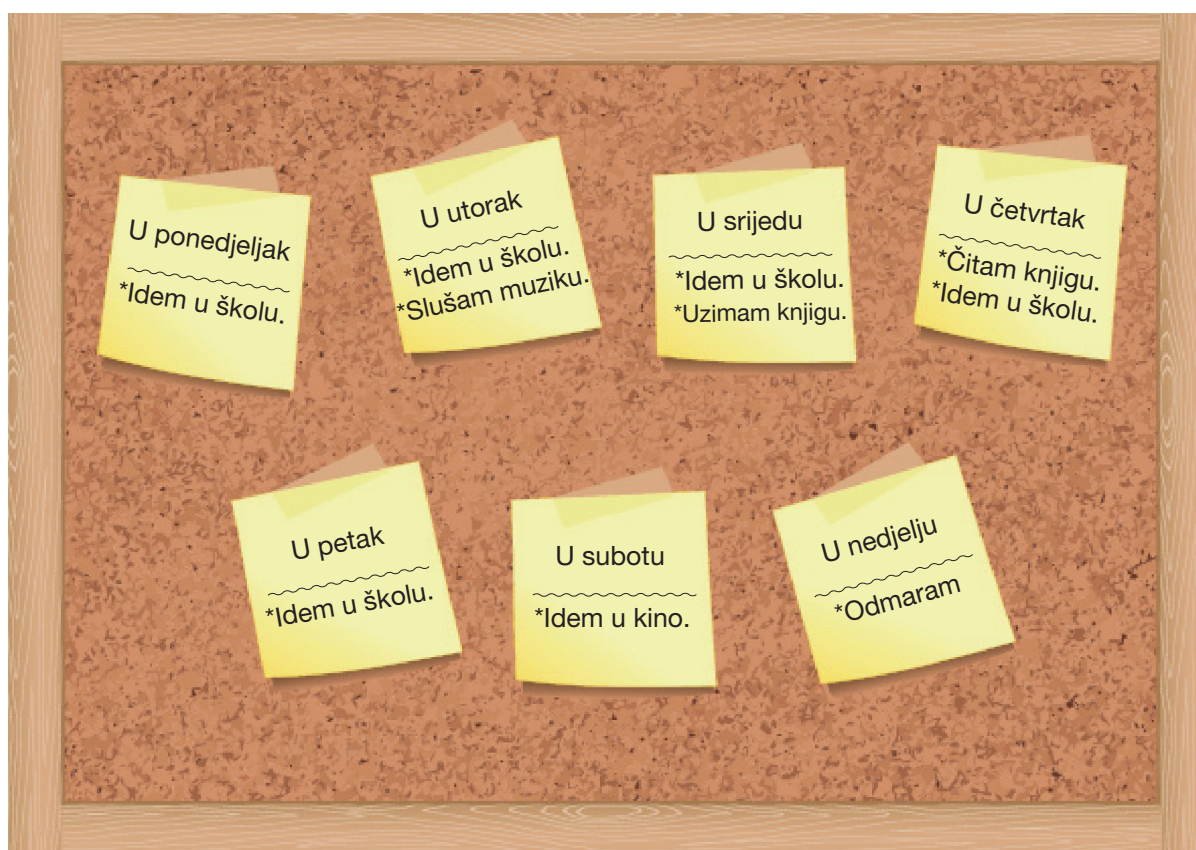 U ponedjeljak
*Idem u školu.
U utorak
*Idem u školu.
*Slušam muziku.
U srijedu
*Idem u školu.
*Uzimam knjigu.
U četvrtak
*Čitam knjigu.
*Idem u školu.
U petak
*Idem u školu.
U subotu
*Idem u kino.
U nedjelju
*Odmaram